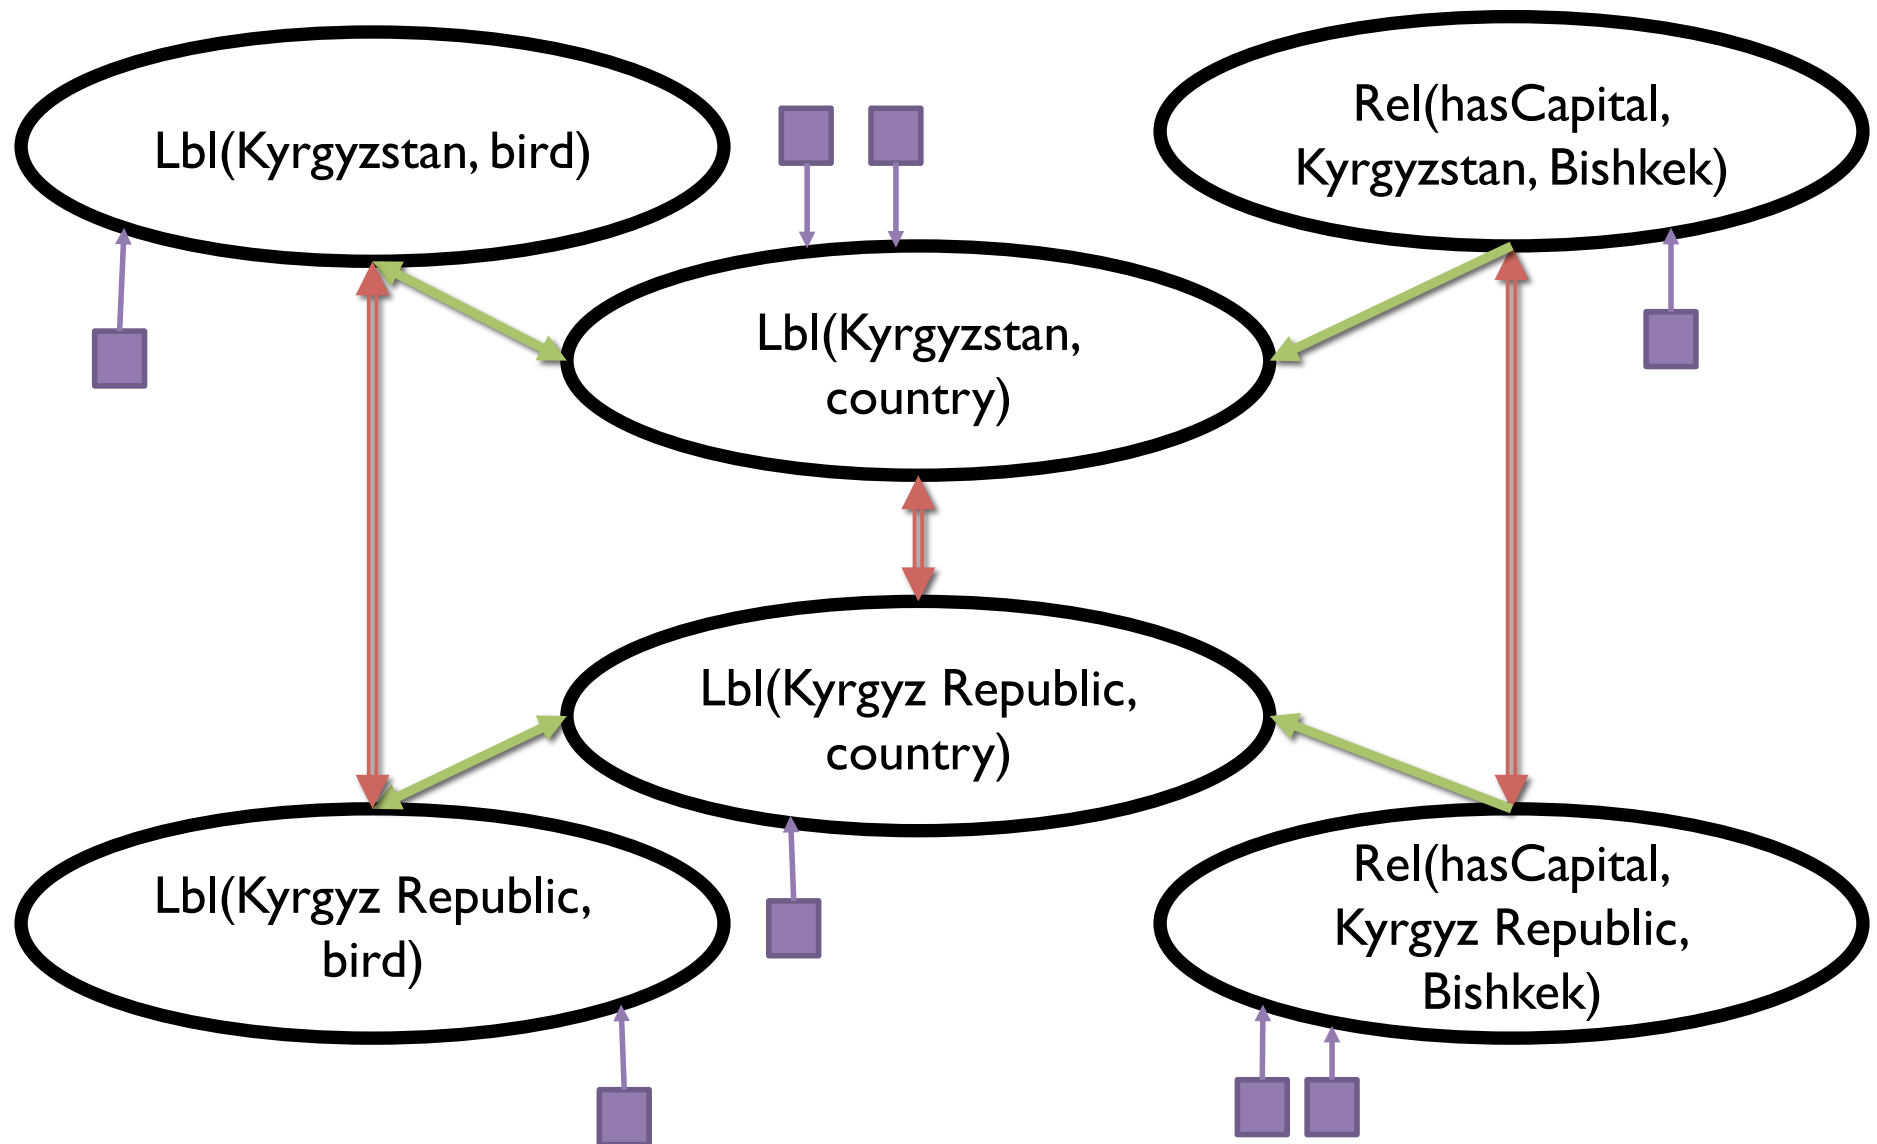 Lbl(Kyrgyzstan, bird)
Rel(hasCapital,
Kyrgyzstan, Bishkek)
Lbl(Kyrgyzstan,
country)
Lbl(Kyrgyz Republic,
country)
Lbl(Kyrgyz Republic,
bird)
Rel(hasCapital,
Kyrgyz Republic,
Bishkek)